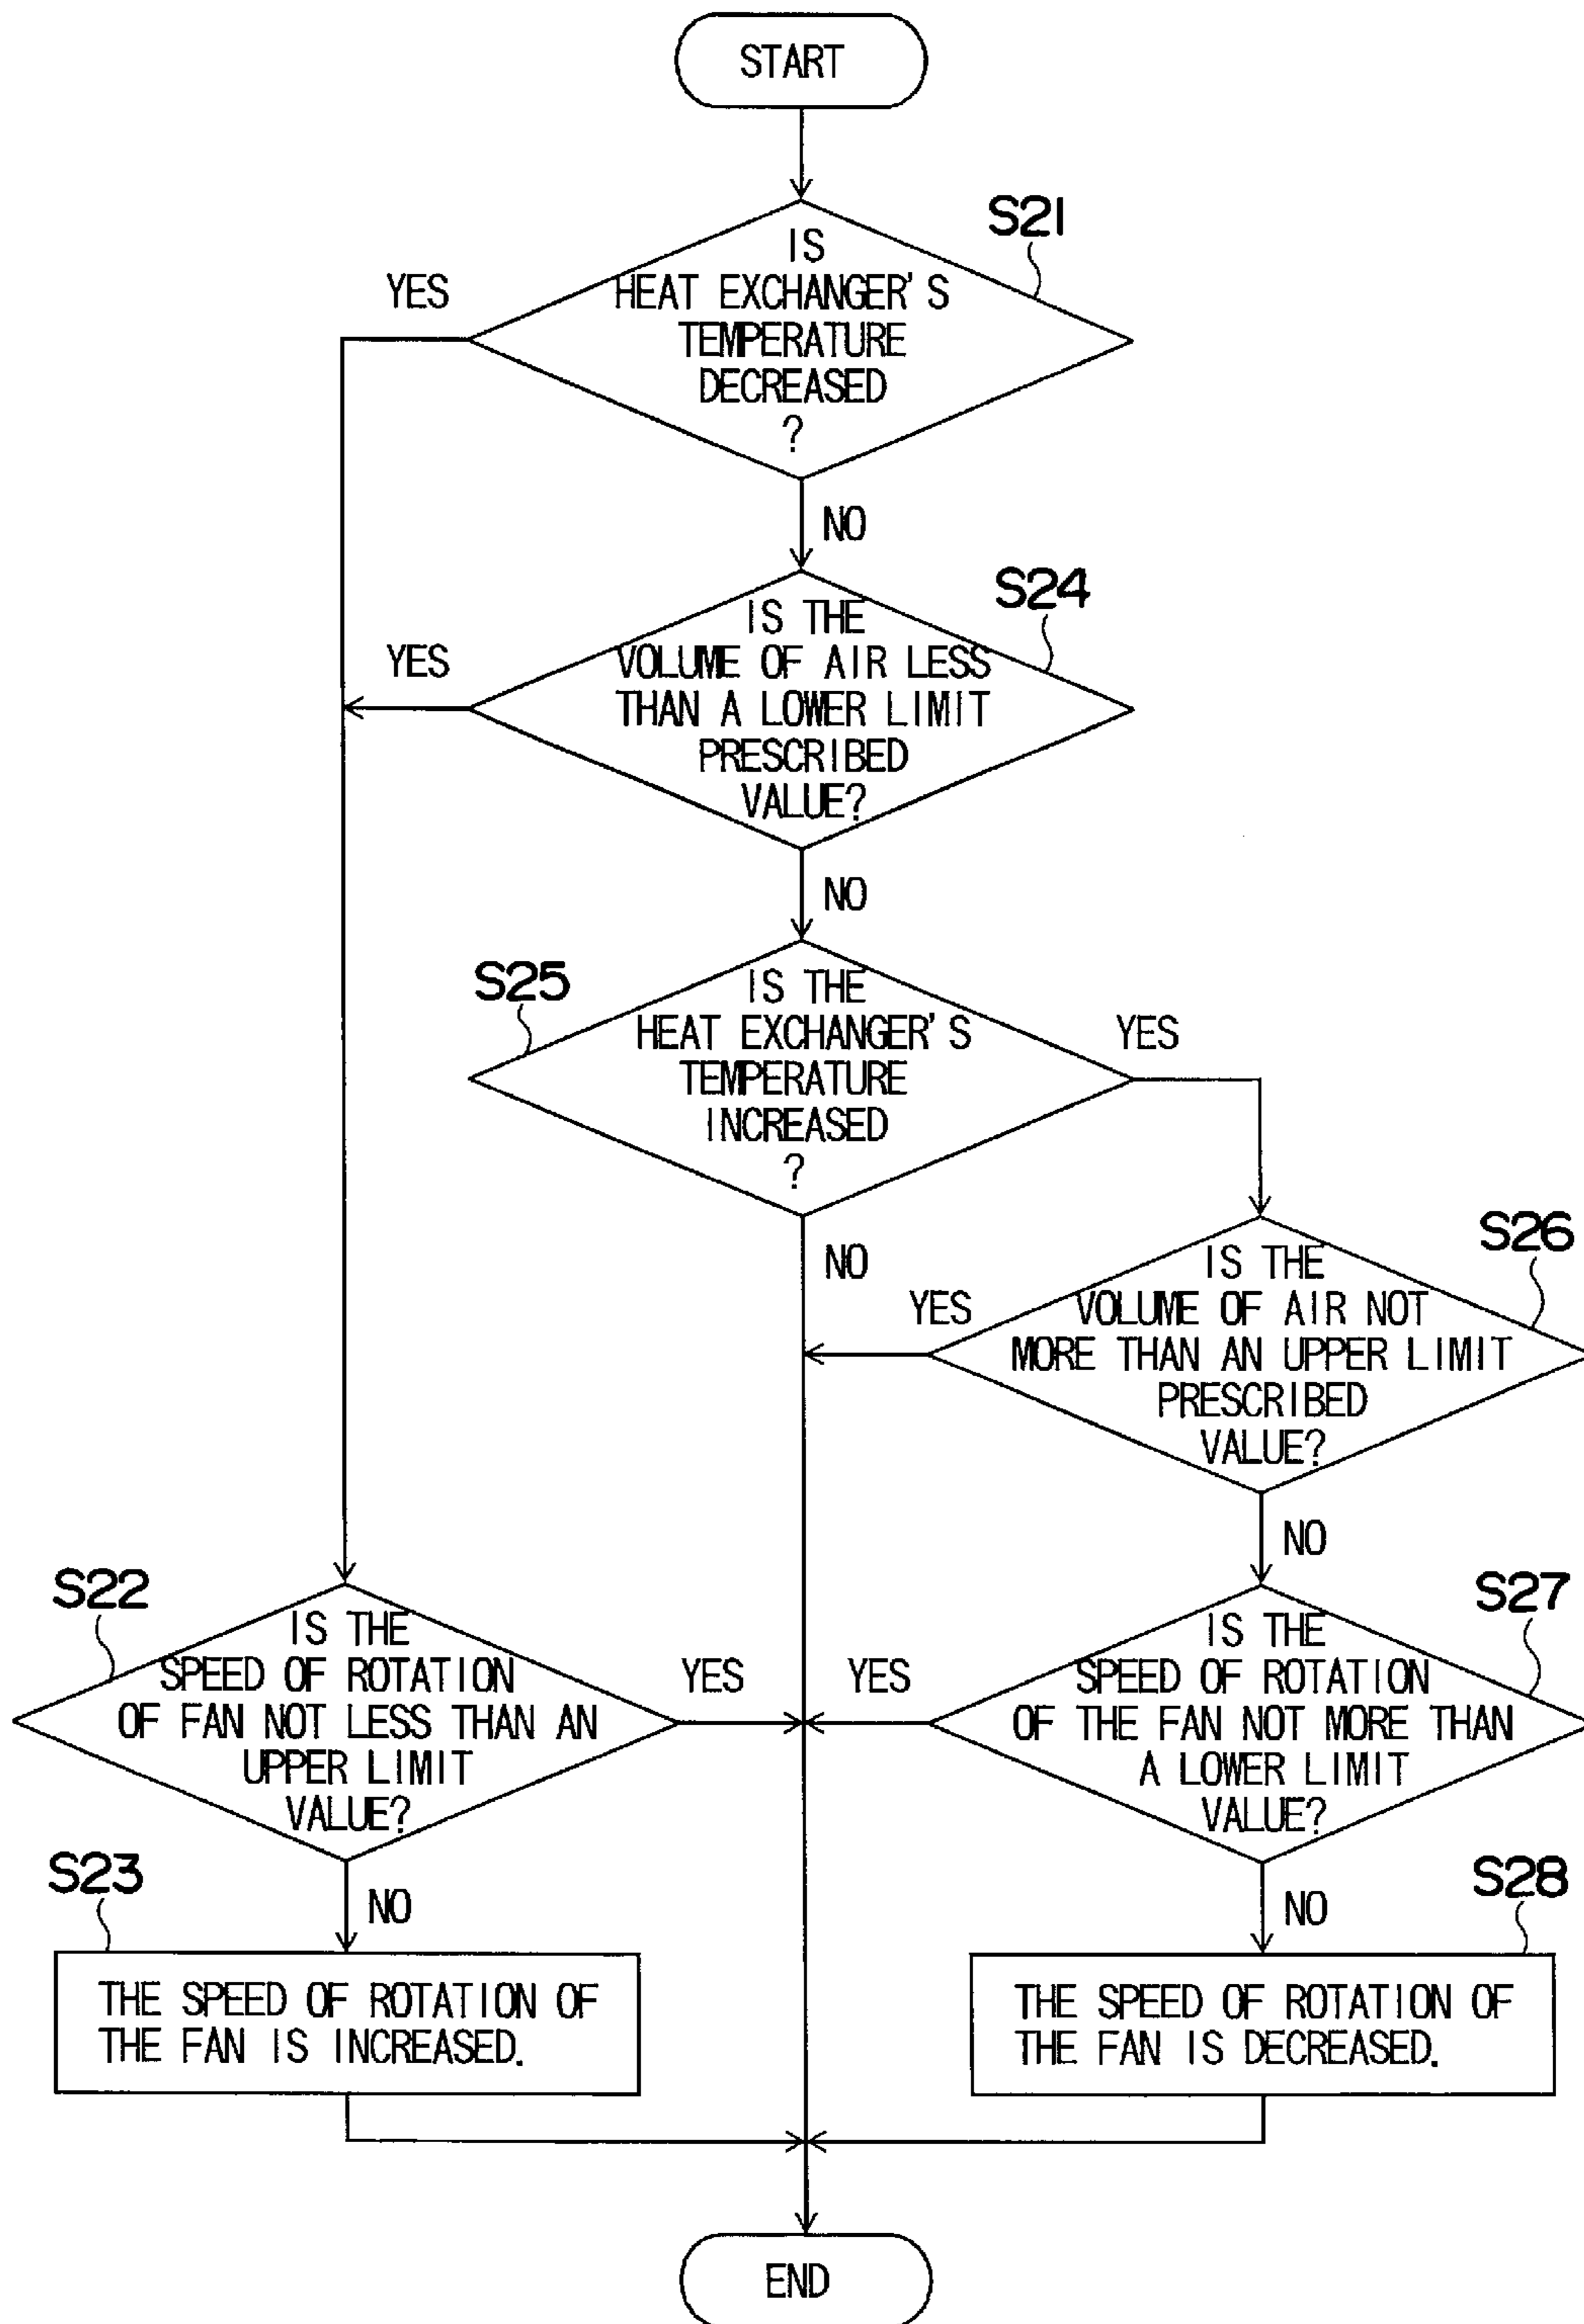 START
S21
IS
HEAT EXCHANGER'S
TEMPERATURE
DECREASED
?
YES
NO
S24
IS THE
VOLUME OF AIR LESS
THAN A LOWER LIMIT
PRESCRIBED
VALUE?
YES
NO
S25
IS THE
HEAT EXCHANGER'S
TEMPERATURE
INCREASED
?
YES
NO
S26
IS THE
VOLUME OF AIR NOT
MORE THAN AN UPPER LIMIT
PRESCRIBED
VALUE?
YES
NO
S22
IS THE
SPEED OF ROTATION
OF FAN NOT LESS THAN AN
UPPER LIMIT
VALUE?
YES
NO
S27
IS THE
SPEED OF ROTATION
OF THE FAN NOT MORE THAN
A LOWER LIMIT
VALUE?
YES
NO
S23
THE SPEED OF ROTATION OF
THE FAN IS INCREASED.
S28
THE SPEED OF ROTATION OF
THE FAN IS DECREASED.
END